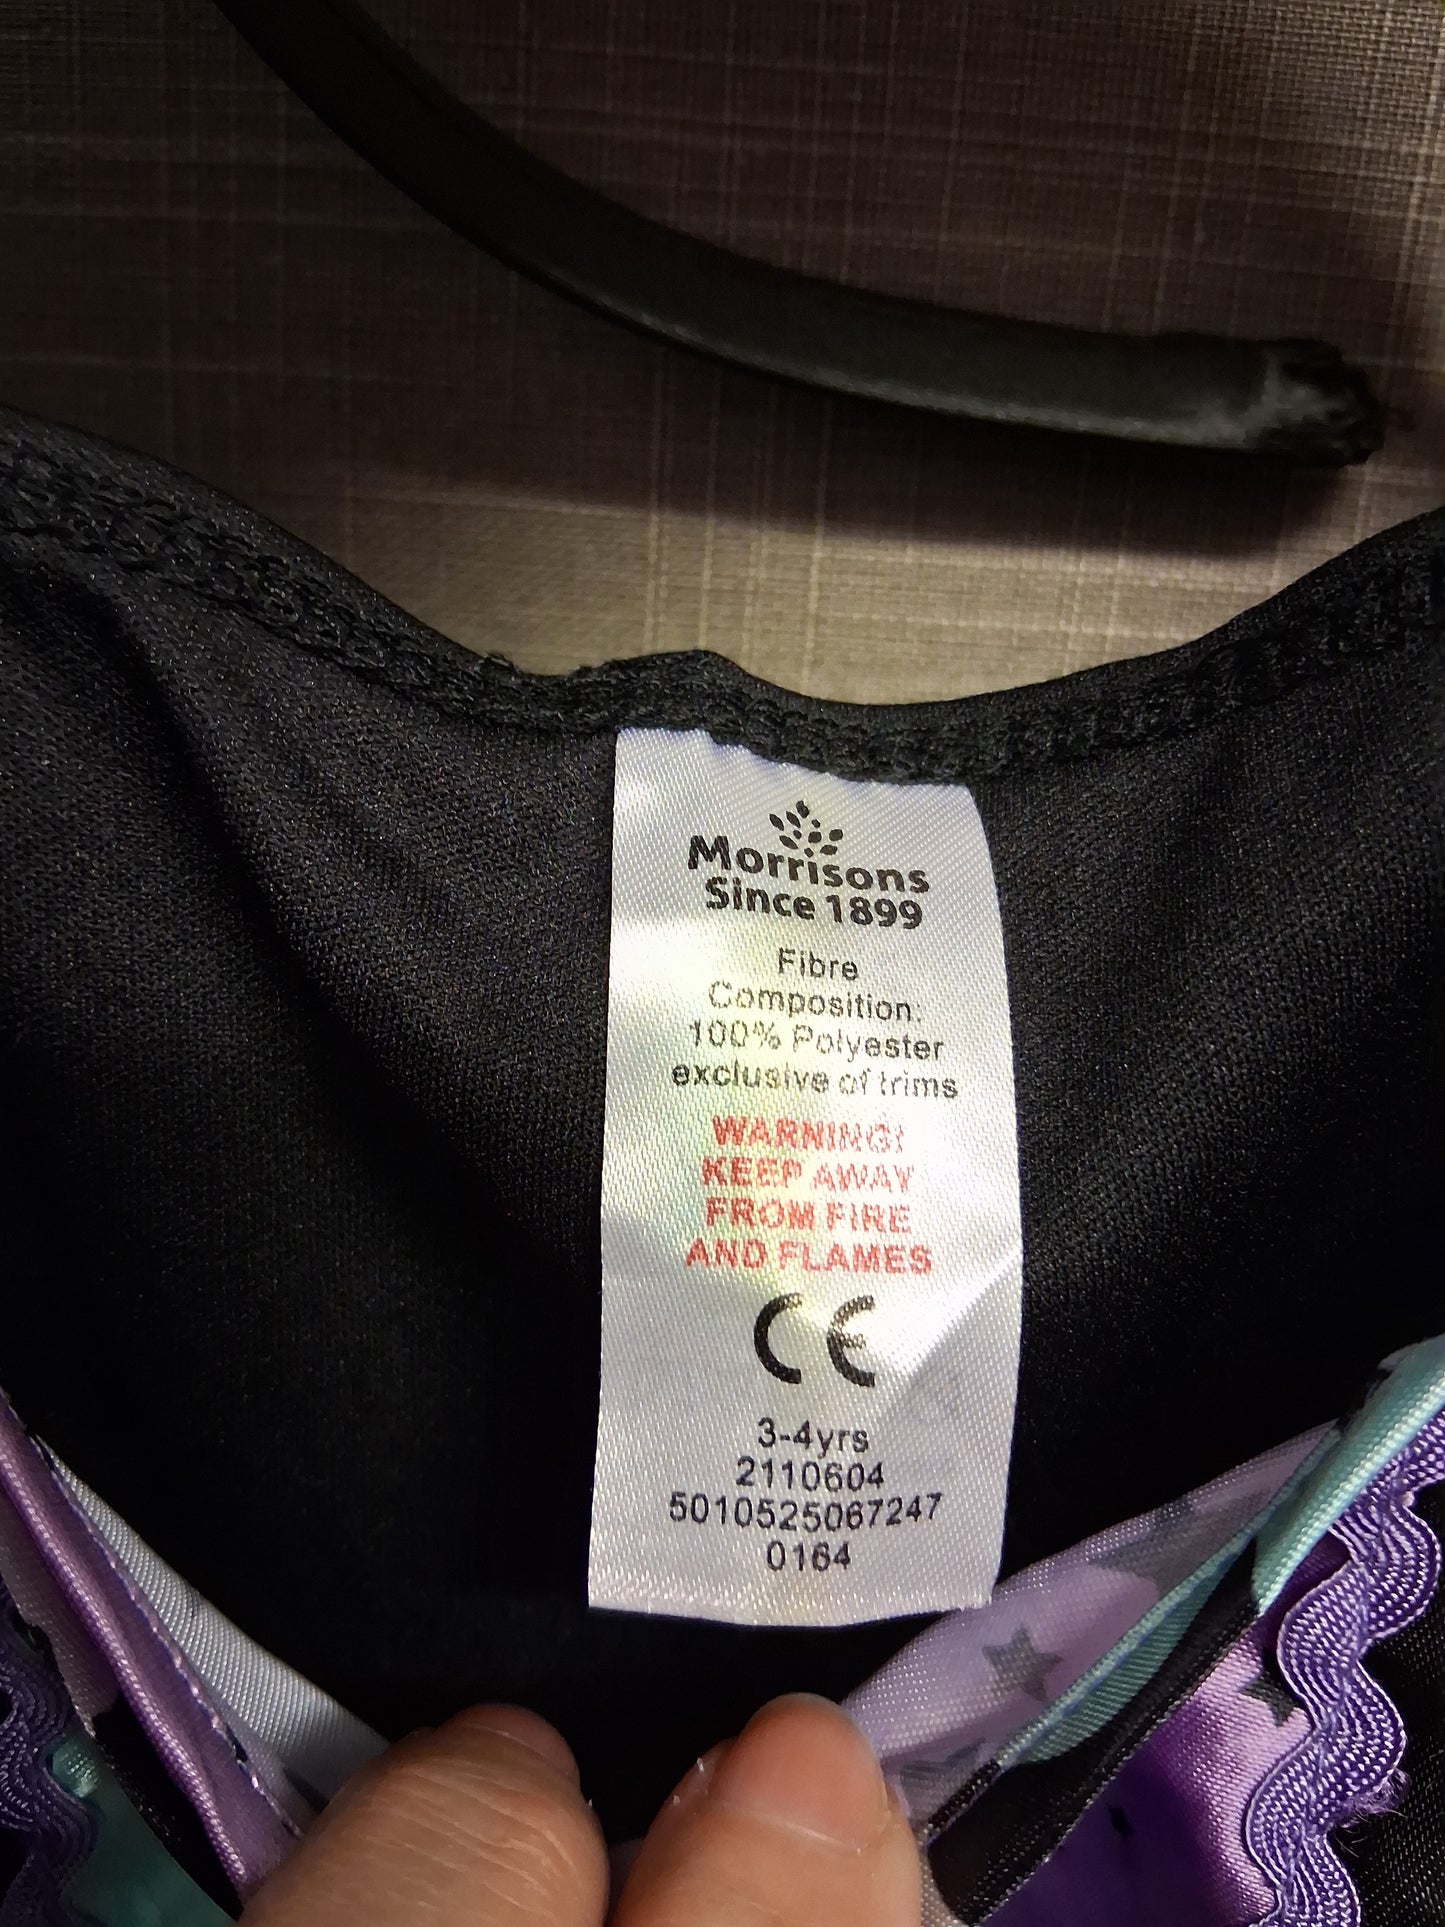 Morrisons
Since 1899
Fibre
Composition:
100% Polyester
exclusive of trims
WARNING!
KEEP AWAY
FROM FIRE
AND FLAMES
CE
3-4yrs
2110604
5010525067247
0164